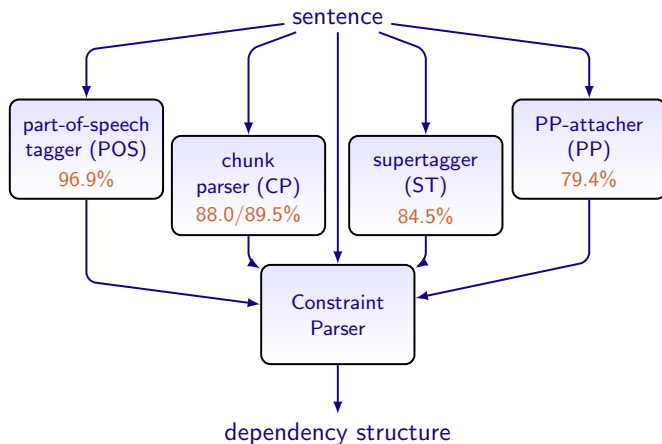 sentence
part-of-speech
tagger (POS)
96.9%
chunk
parser (CP)
88.0/89.5%
supertagger
(ST)
84.5%
PP-attacher
(PP)
79.4%
Constraint
Parser
dependency structure